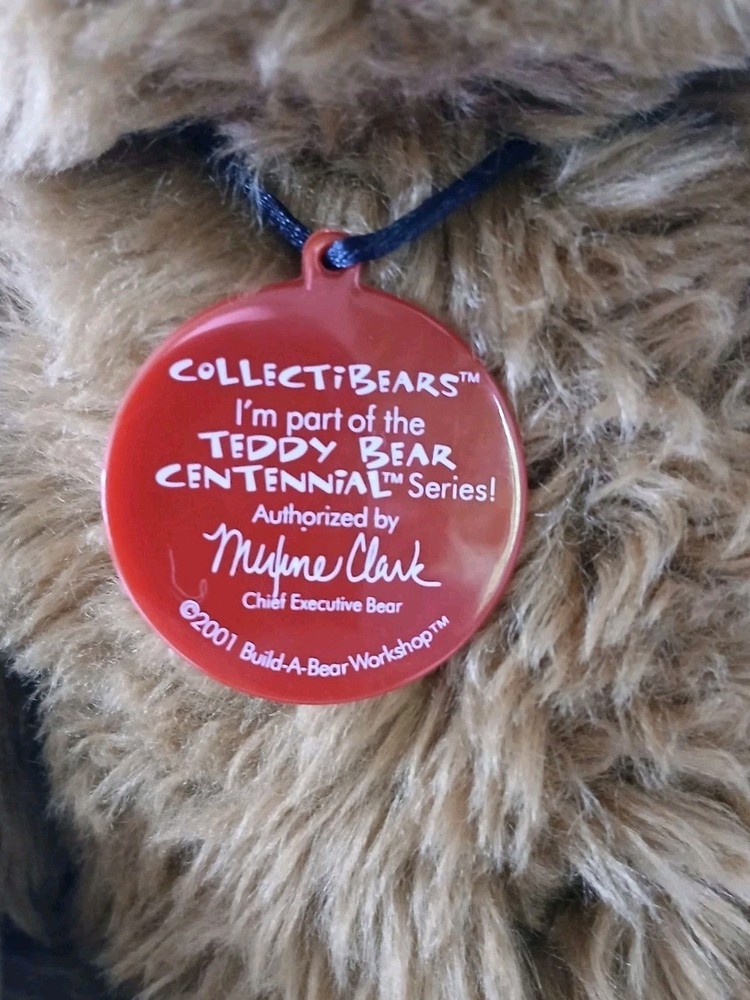 COLLECTiBEARS™
I'm part of the
TEDDY BEAR
CENTENNiAL™ Series!
Authorized by
Maxine Clark
Chief Executive Bear
©2001 Build-A-Bear Workshop™